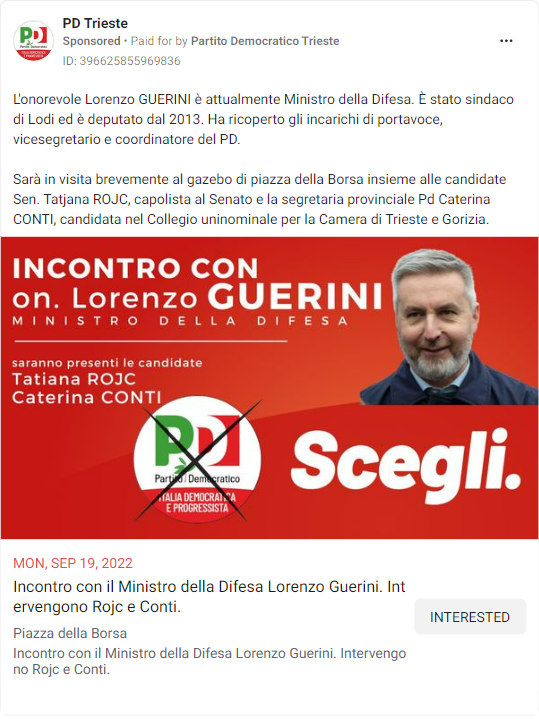 PD Trieste
Sponsored • Paid for by Partito Democratico Trieste
ID: 396625855969836
L'onorevole Lorenzo GUERINI è attualmente Ministro della Difesa. È stato sindaco
di Lodi ed è deputato dal 2013. Ha ricoperto gli incarichi di portavoce,
vicesegretario e coordinatore del PD.
Sarà in visita brevemente al gazebo di piazza della Borsa insieme alle candidate
Sen. Tatjana ROJC, capolista al Senato e la segretaria provinciale Pd Caterina
CONTI, candidata nel Collegio uninominale per la Camera di Trieste e Gorizia.
INCONTRO CON
on. Lorenzo GUERINI
MINISTRO DELLA DIFESA
saranno presenti le candidate
Tatiana ROJC
Caterina CONTI
PD
Partito Democratico
ITALIA DEMOCRATICA
E PROGRESSISTA
Scegli.
MON, SEP 19, 2022
Incontro con il Ministro della Difesa Lorenzo Guerini. Int
ervengono Rojc e Conti.
INTERESTED
Piazza della Borsa
Incontro con il Ministro della Difesa Lorenzo Guerini. Intervengo
no Rojc e Conti.